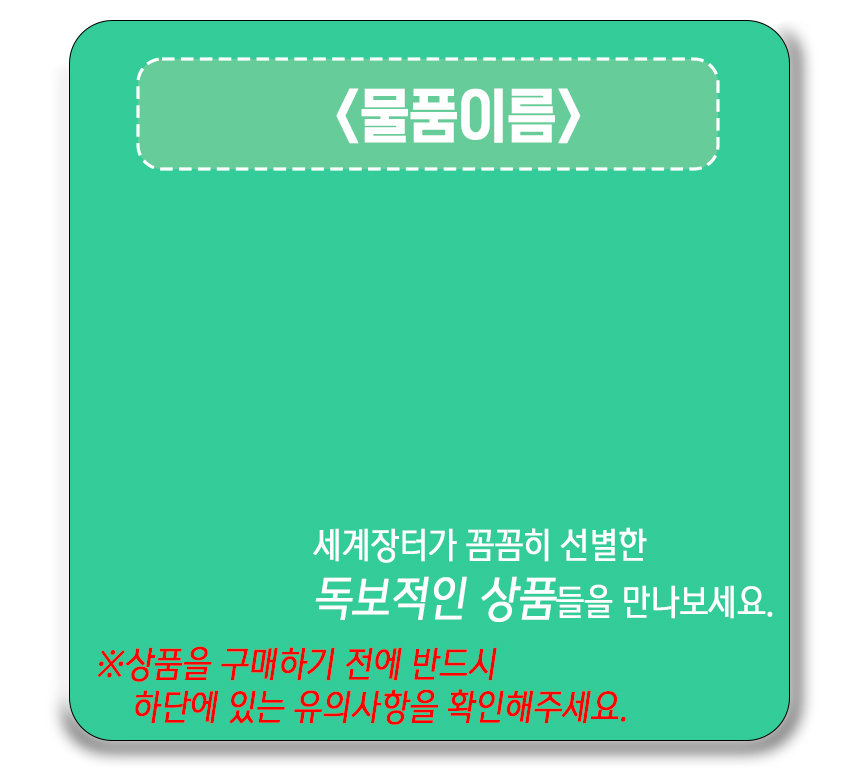 〈물품이름〉
세계장터가 꼼꼼히 선별한
독보적인 상품들을 만나보세요.
※상품을 구매하기 전에 반드시
하단에 있는 유의사항을 확인해주세요.